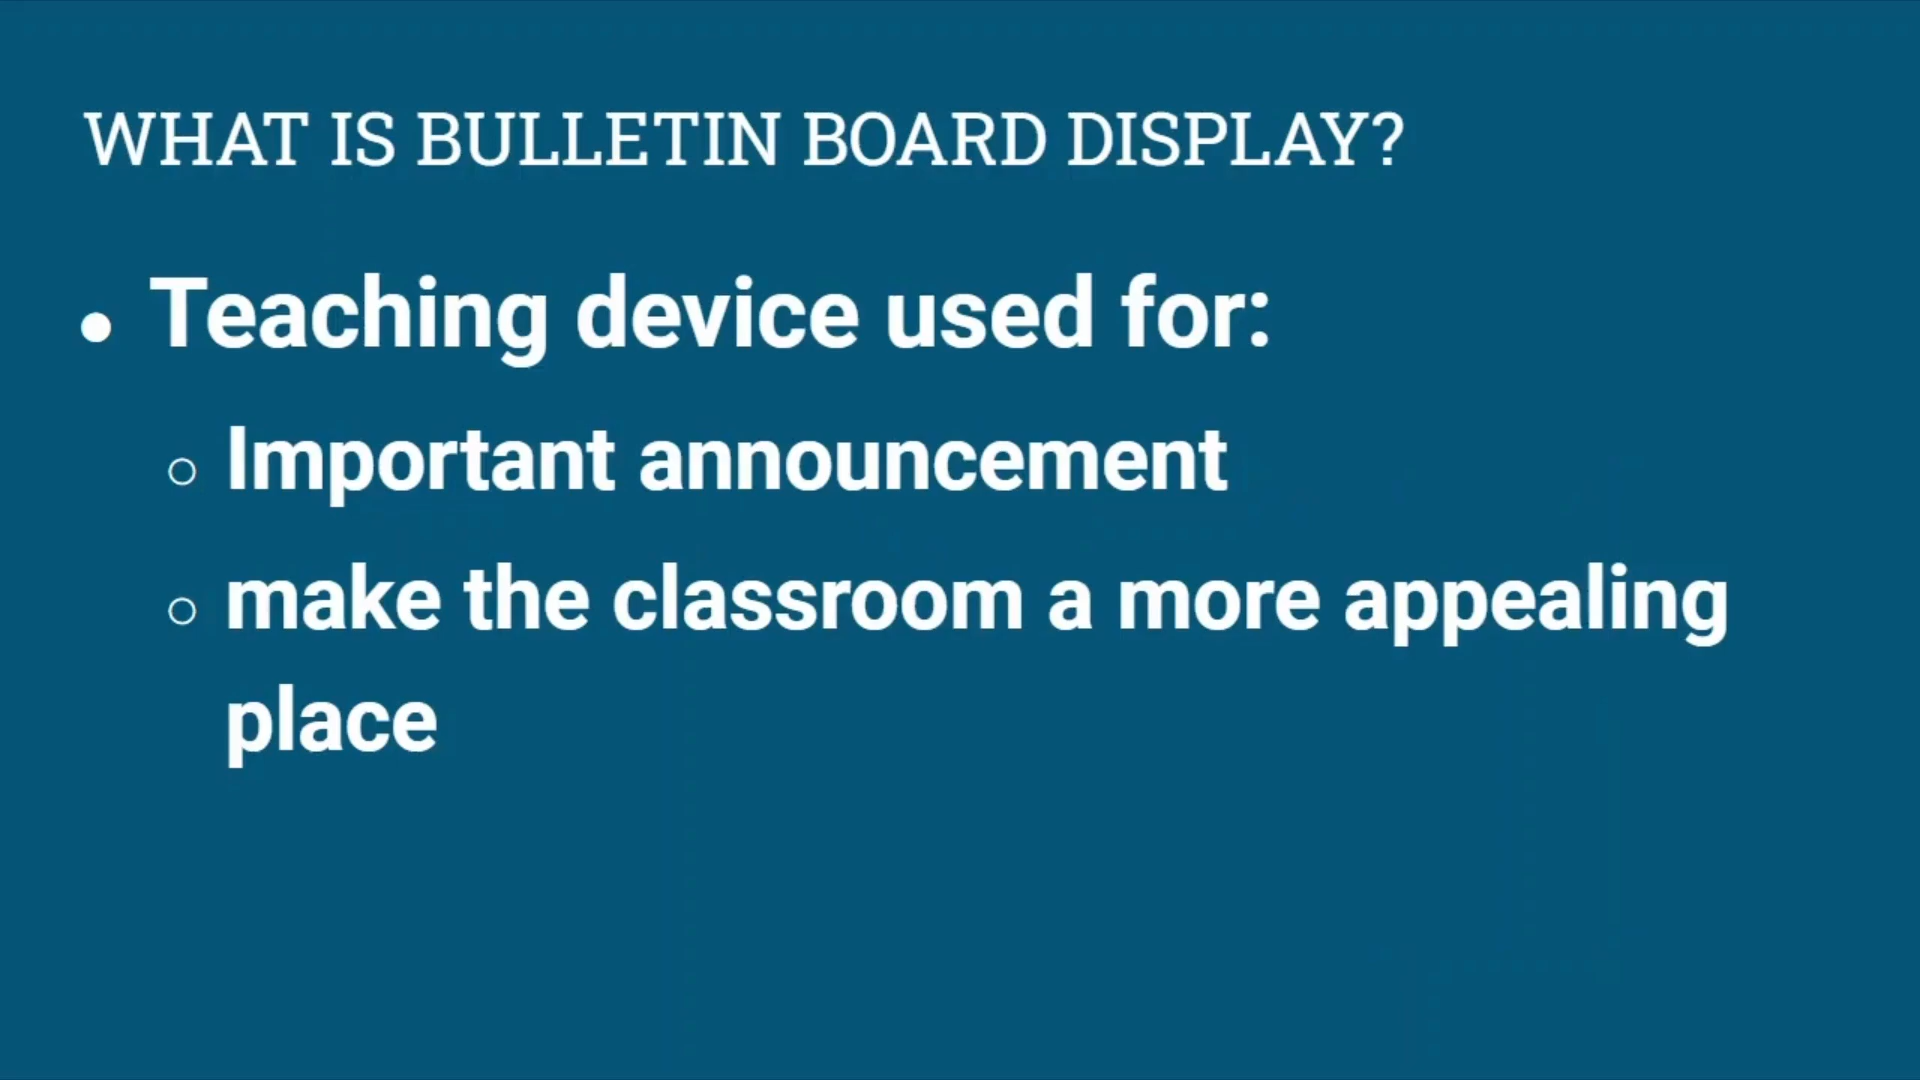 WHAT IS BULLETIN BOARD DISPLAY?
• Teaching device used for:
○ Important announcement
○ make the classroom a more appealing
place